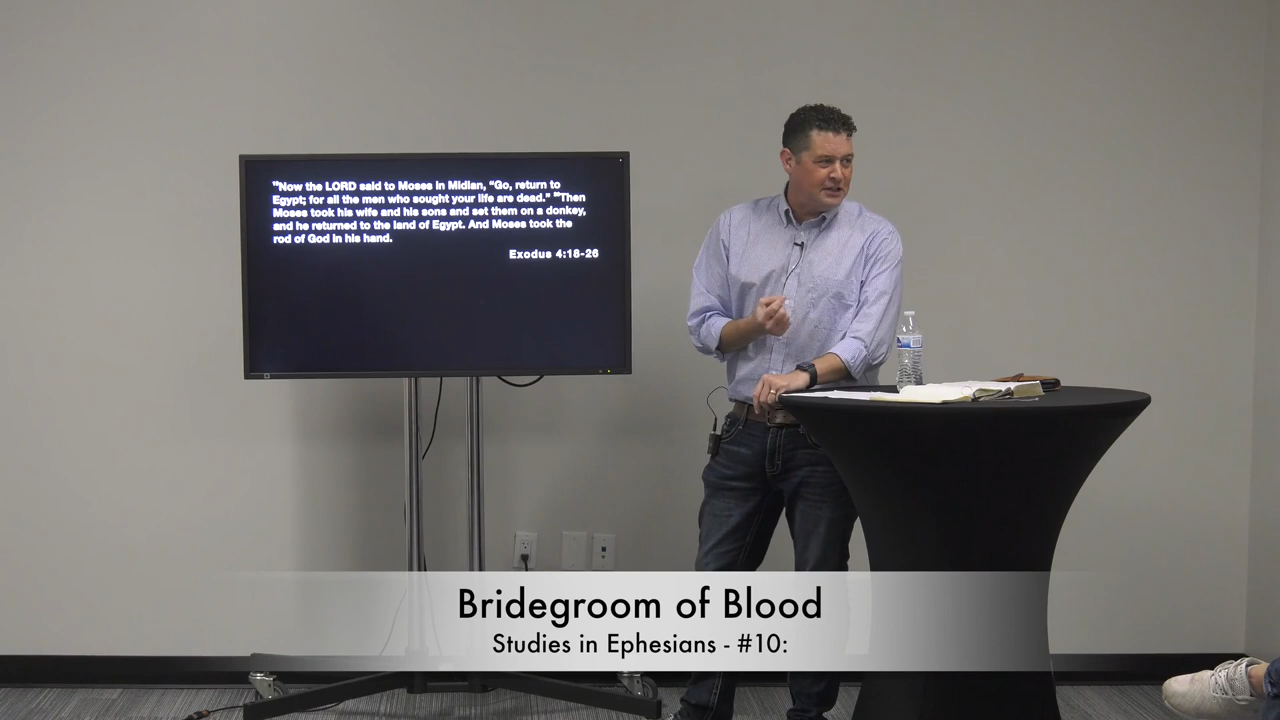 ¹⁹Now the LORD said to Moses in Midian, “Go, return to
Egypt; for all the men who sought your life are dead.” ²⁰Then
Moses took his wife and his sons and set them on a donkey,
and he returned to the land of Egypt. And Moses took the
rod of God in his hand.
Exodus 4:18-26
Bridegroom of Blood
Studies in Ephesians - #10: